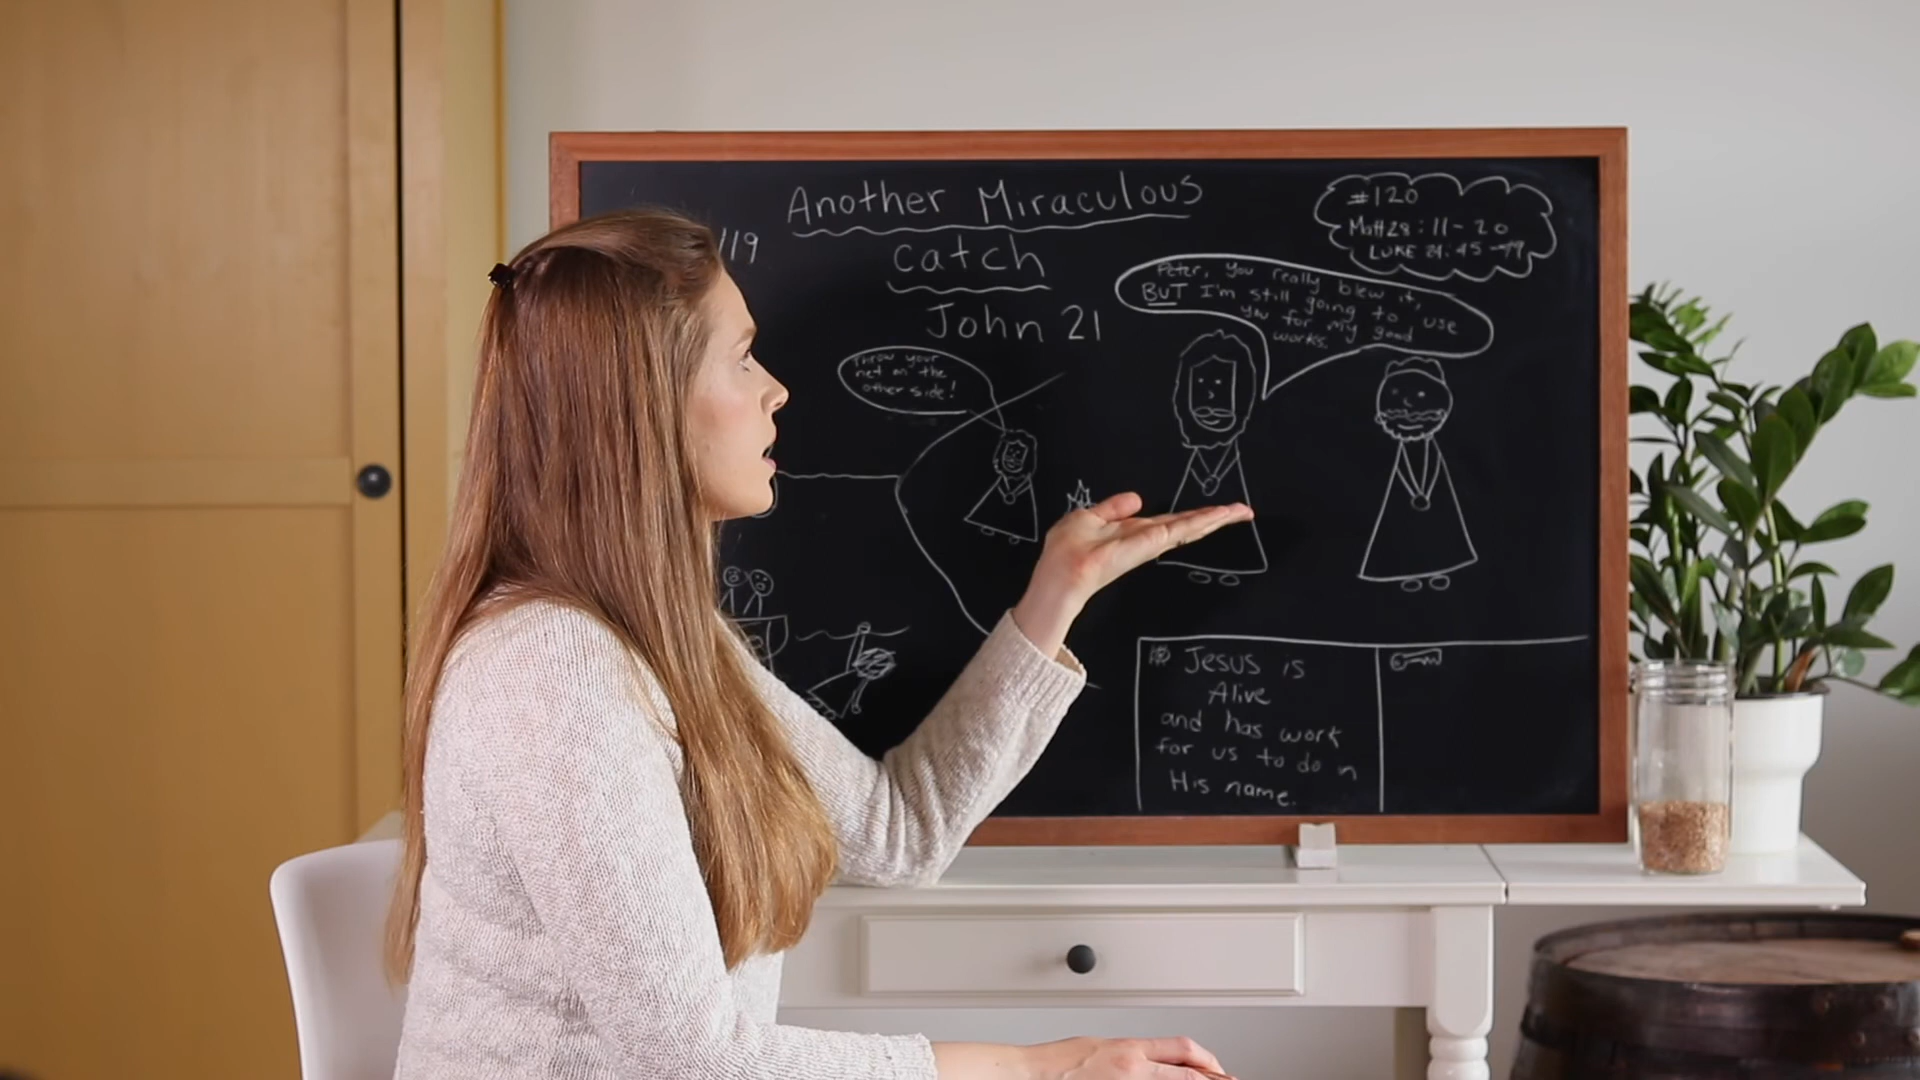 Another Miraculous
catch
John 21
119
#120
Matt 28:11-20
LUKE 24:45-49
Peter, you really blew it,
BUT I'm still going to use
you for my good
works.
Throw your
net on the
other side!
Jesus is
Alive
and has work
for us to do in
His name.